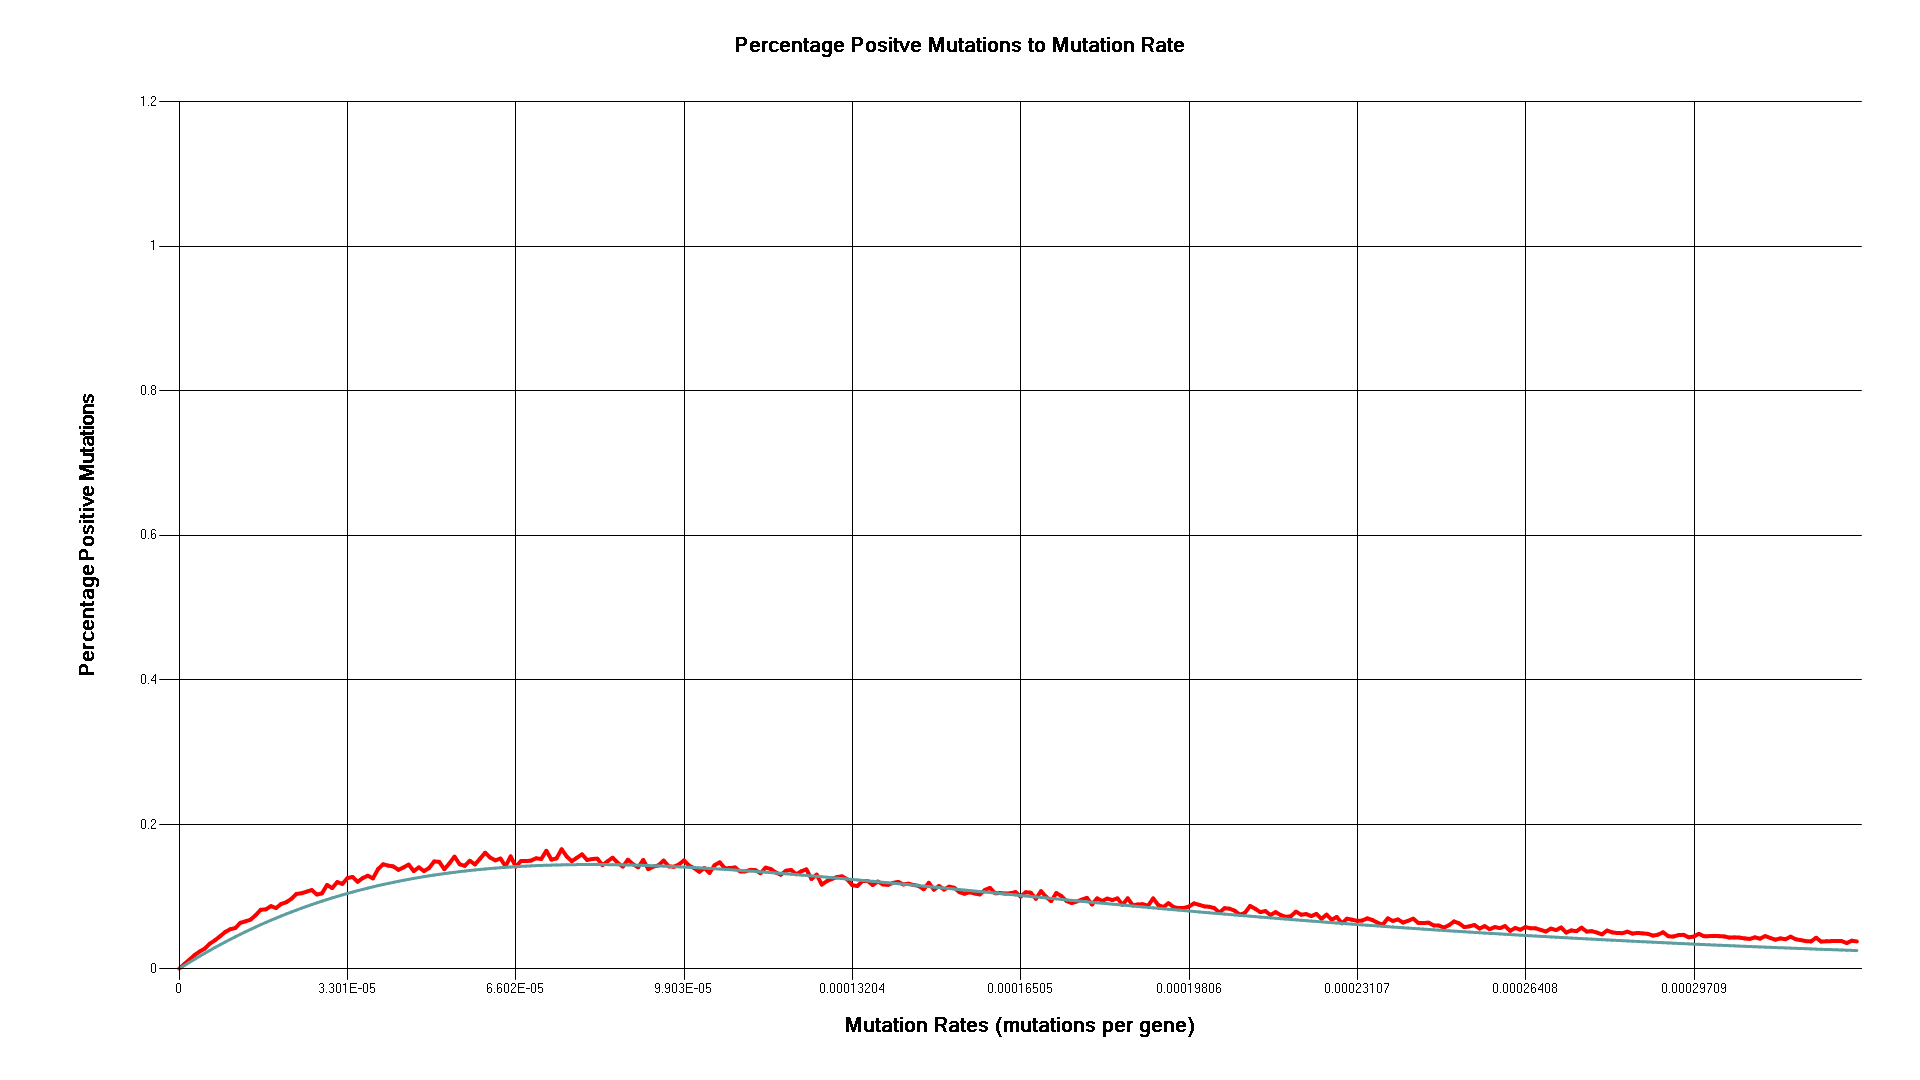 Percentage Positve Mutations to Mutation Rate
1.2
1
0.8
0.6
0.4
0.2
0
Percentage Positive Mutations
0 3.301E-05 6.602E-05 9.903E-05 0.00013204 0.00016505 0.00019806 0.00023107 0.00026408 0.00029709
Mutation Rates (mutations per gene)